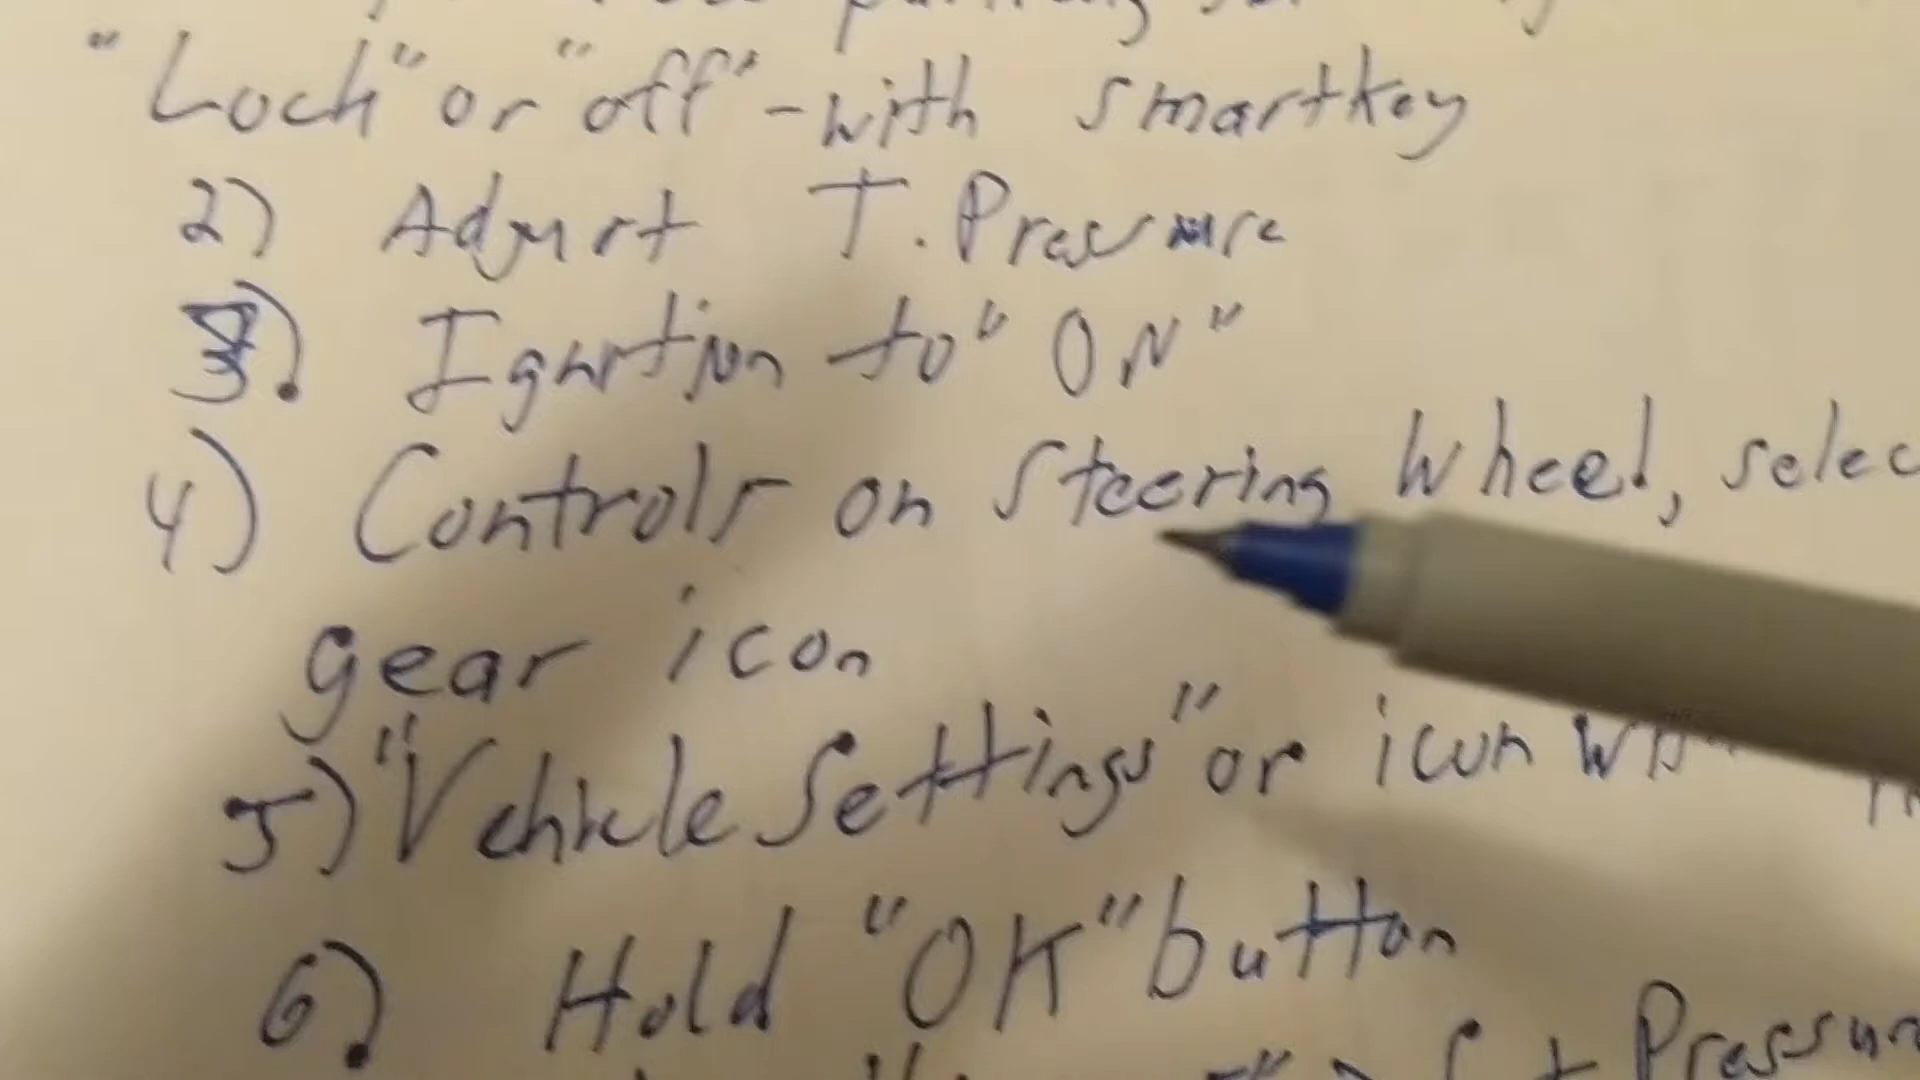 "Lock" or "off" - with smartkey
2) Adjust T. Pressure
3). Ignition to "ON"
4) Controls on Steering Wheel, selec
gear icon
5) "Vehicle Settings" or icon
6). Hold "OK" button
Pressur